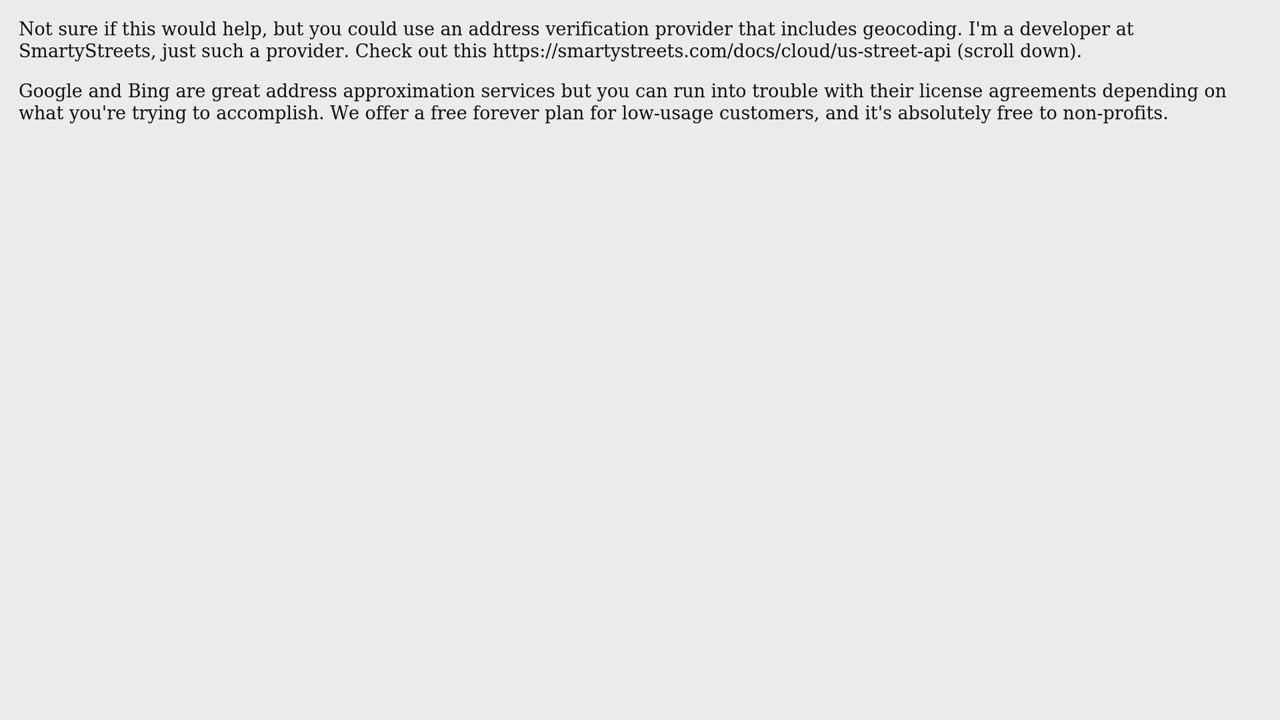 Not sure if this would help, but you could use an address verification provider that includes geocoding. I'm a developer at
SmartyStreets, just such a provider. Check out this https://smartystreets.com/docs/cloud/us-street-api (scroll down).
Google and Bing are great address approximation services but you can run into trouble with their license agreements depending on
what you're trying to accomplish. We offer a free forever plan for low-usage customers, and it's absolutely free to non-profits.